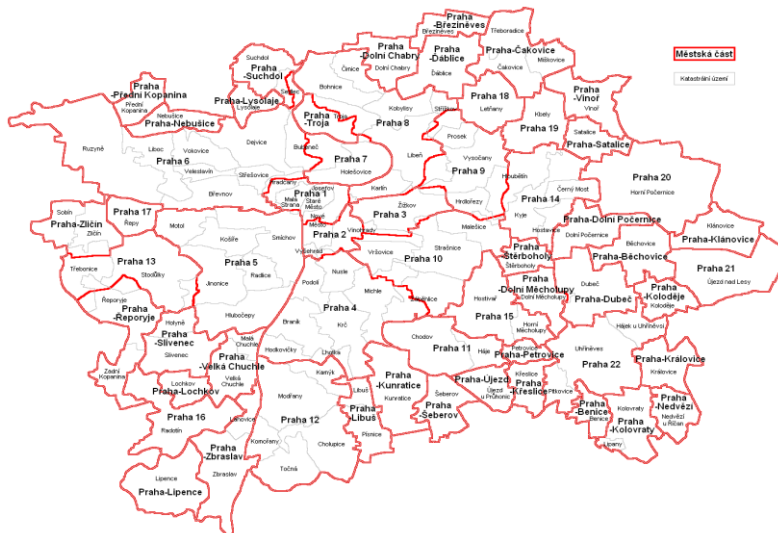 Praha
-Březiněves
Březiněves
Třeboradice
Praha
-Dolní Chabry
Dolní Chabry
Praha
-Ďáblice
Ďáblice
Praha
-Čakovice
Čakovice
Miškovice
Městská část
Katastrální území
Suchdol
Praha
-Suchdol
Sedlec
Čimice
Bohnice
Praha
-Přední Kopanina
Přední
Kopanina
Praha-Lysolaje
Lysolaje
Nebušice
Praha-Nebušice
Praha
-Troja
Troja
Kobylisy
Praha 8
Střížkov
Praha 18
Letňany
Kbely
Praha 19
Praha
-Vinoř
Vinoř
Satalice
Praha-Satalice
Ruzyně
Liboc
Vokovice
Dejvice
Praha 6
Veleslavín
Střešovice
Břevnov
Bubeneč
Praha 7
Holešovice
Libeň
Karlín
Prosek
Vysočany
Praha 9
Hrdlořezy
Hloubětín
Černý Most
Praha 14
Kyje
Hostavice
Praha 20
Horní Počernice
Hradčany
Praha 1
Josefov
Malá
Strana
Staré
Město
Nové
Město
Praha 2
Vyšehrad
Vinohrady
Žižkov
Praha 3
Malešice
Strašnice
Vršovice
Praha 10
Záběhlice
Praha-Dolní Počernice
Dolní Počernice
Běchovice
Praha-Běchovice
Klánovice
Praha-Klánovice
Praha 21
Újezd nad Lesy
Sobín
Praha-Zličín
Zličín
Praha 17
Řepy
Motol
Košíře
Smíchov
Praha 5
Radlice
Jinonice
Hlubočepy
Praha 13
Třebonice
Stodůlky
Řeporyje
Praha
-Řeporyje
Zadní
Kopanina
Holyně
Praha
-Slivenec
Slivenec
Malá
Chuchle
Praha
-Velká Chuchle
Velká
Chuchle
Lochkov
Praha-Lochkov
Praha 16
Radotín
Lahovice
Praha
-Zbraslav
Zbraslav
Lipence
Praha-Lipence
Nusle
Podolí
Michle
Praha 4
Braník
Krč
Hodkovičky
Lhotka
Kamýk
Modřany
Praha 12
Komořany
Cholupice
Točná
Libuš
Praha
-Libuš
Písnice
Praha
-Kunratice
Kunratice
Chodov
Praha 11
Háje
Šeberov
Praha
-Šeberov
Praha-Újezd
Újezd
u Průhonic
Praha
-Štěrboholy
Štěrboholy
Praha
-Dolní Měcholupy
Dolní Měcholupy
Hostivař
Praha 15
Horní
Měcholupy
Petrovice
Praha-Petrovice
Křeslice
Praha
-Křeslice
Pitkovice
Dubeč
Praha-Dubeč
Praha
-Koloděje
Koloděje
Hájek u Uhříněvsi
Uhříněves
Praha 22
Praha-Královice
Královice
Praha
-Benice
Benice
Kolovraty
Praha
-Kolovraty
Lipany
Praha
-Nedvězí
Nedvězí
u Říčan